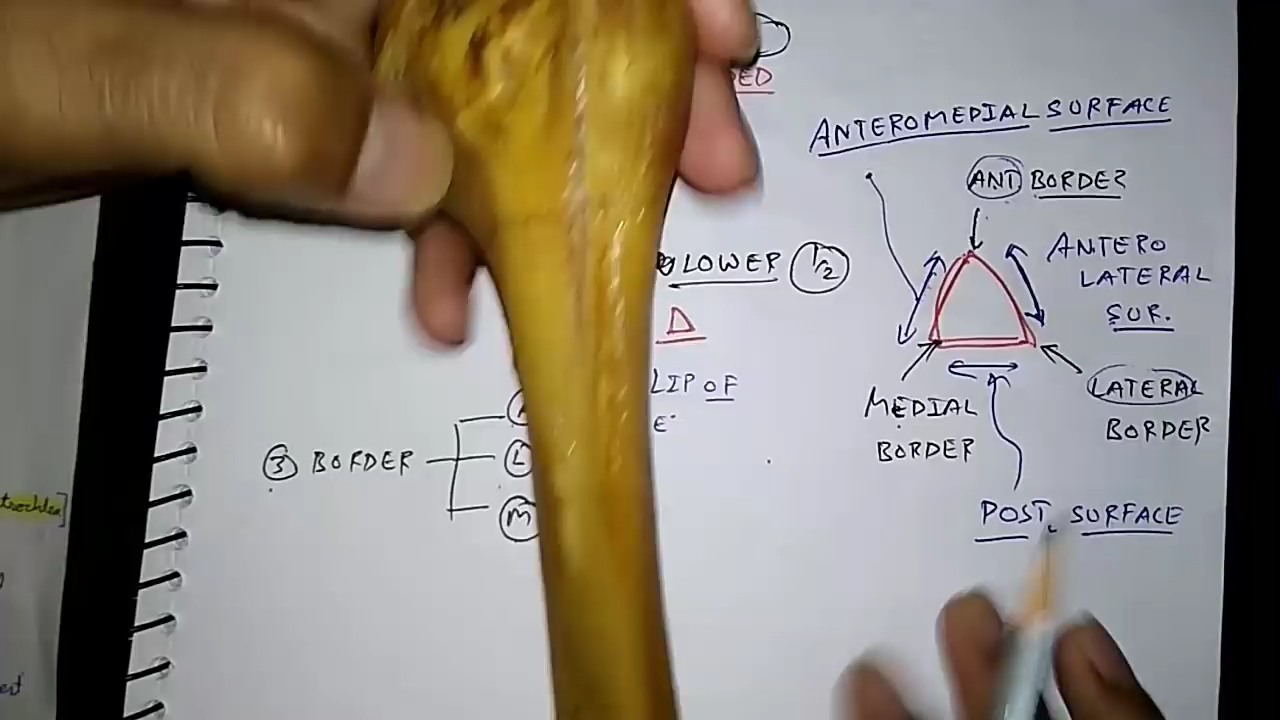 ANTEROMEDIAL SURFACE
ANT BORDER
LOWER 1/2
ANTERO
LATERAL
SUR.
LIP OF
MEDIAL
BORDER
LATERAL
BORDER
③ BORDER
L
M
POST. SURFACE
trochlea]